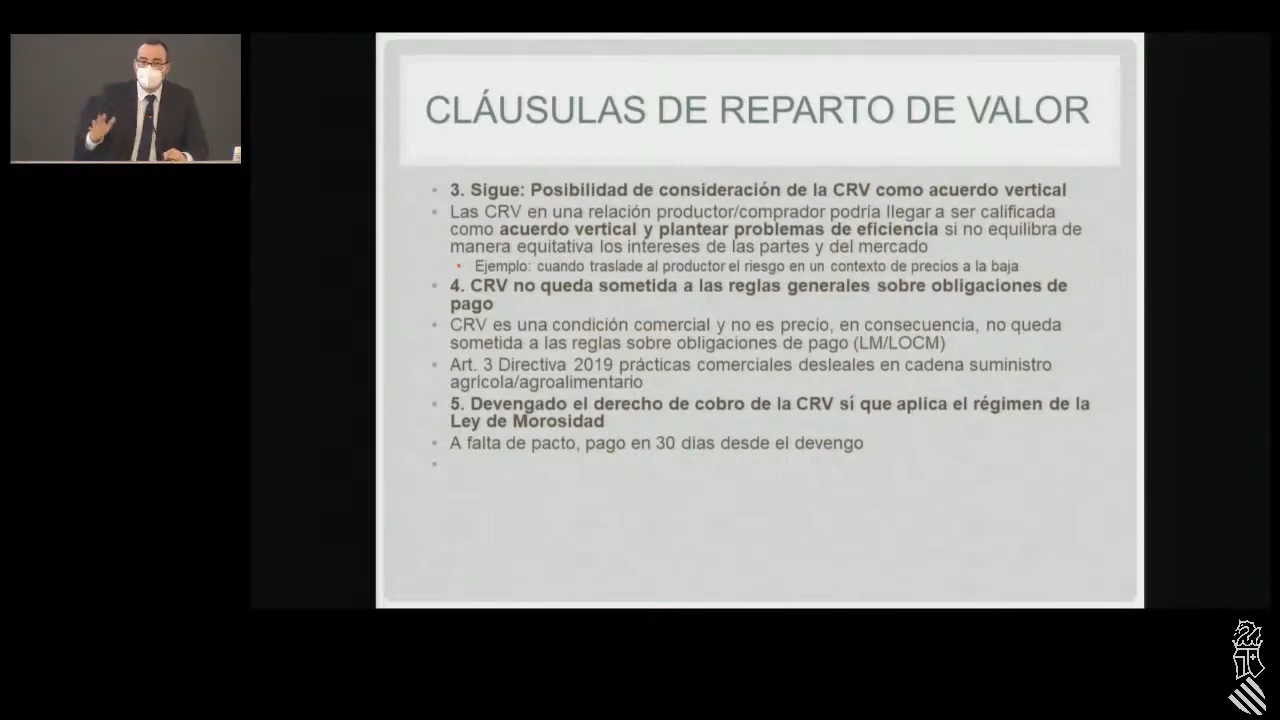 CLÁUSULAS DE REPARTO DE VALOR
3. Sigue: Posibilidad de consideración de la CRV como acuerdo vertical
Las CRV en una relación productor/comprador podría llegar a ser calificada
como acuerdo vertical y plantear problemas de eficiencia si no equilibra de
manera equitativa los intereses de las partes y del mercado
Ejemplo: cuando traslade al productor el riesgo en un contexto de precios a la baja
4. CRV no queda sometida a las reglas generales sobre obligaciones de
pago
CRV es una condición comercial y no es precio, en consecuencia, no queda
sometida a las reglas sobre obligaciones de pago (LM/LOCM)
Art. 3 Directiva 2019 prácticas comerciales desleales en cadena suministro
agrícola/agroalimentario
5. Devengado el derecho de cobro de la CRV sí que aplica el régimen de la
Ley de Morosidad
A falta de pacto, pago en 30 días desde el devengo